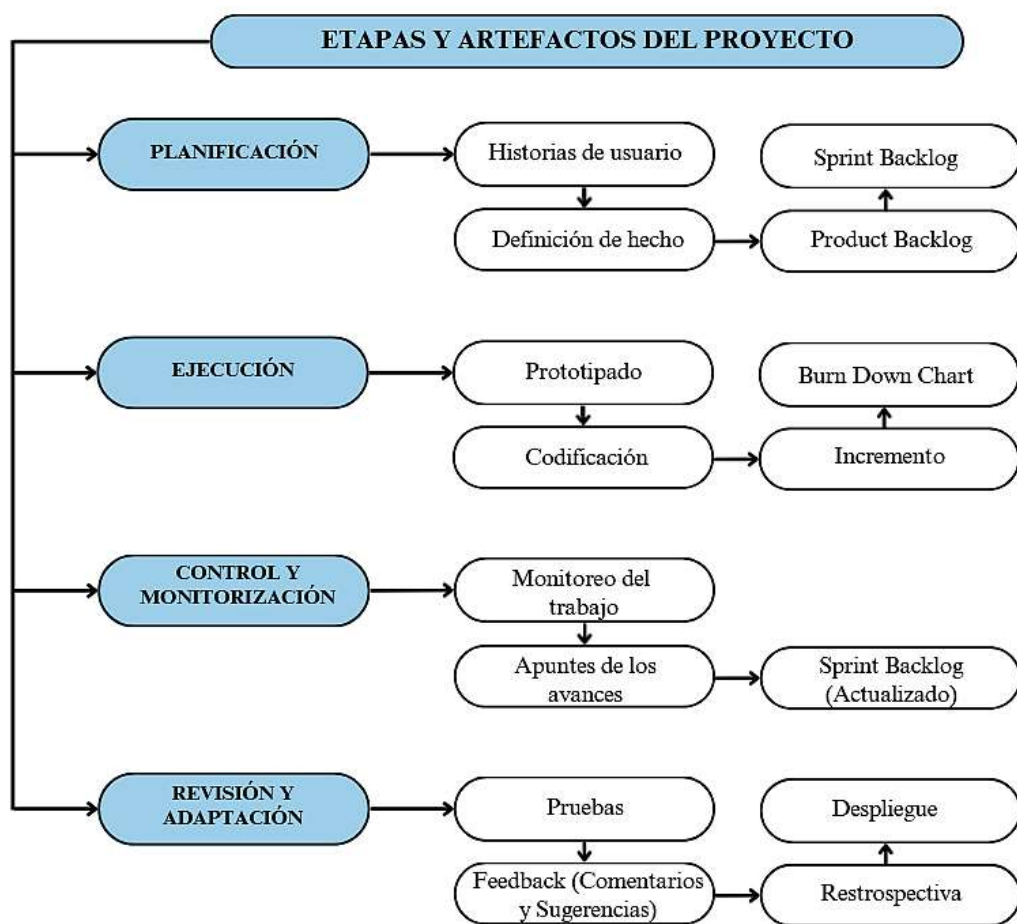 ETAPAS Y ARTEFACTOS DEL PROYECTO
PLANIFICACIÓN
Historias de usuario
Sprint Backlog
Definición de hecho
Product Backlog
EJECUCIÓN
Prototipado
Burn Down Chart
Codificación
Incremento
CONTROL Y
MONITORIZACIÓN
Monitoreo del
trabajo
Apuntes de los
avances
Sprint Backlog
(Actualizado)
REVISIÓN Y
ADAPTACIÓN
Pruebas
Despliegue
Feedback (Comentarios
y Sugerencias)
Restrospectiva